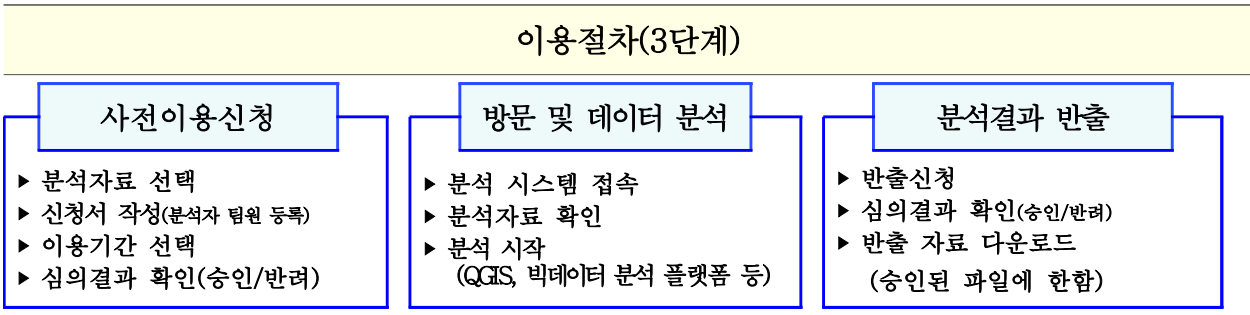 이용절차(3단계)
사전이용신청
▶ 분석자료 선택
▶ 신청서 작성(분석자 팀원 등록)
▶ 이용기간 선택
▶ 심의결과 확인(승인/반려)
방문 및 데이터 분석
▶ 분석 시스템 접속
▶ 분석자료 확인
▶ 분석 시작
(QGIS, 빅데이터 분석 플랫폼 등)
분석결과 반출
▶ 반출신청
▶ 심의결과 확인(승인/반려)
▶ 반출 자료 다운로드
(승인된 파일에 한함)